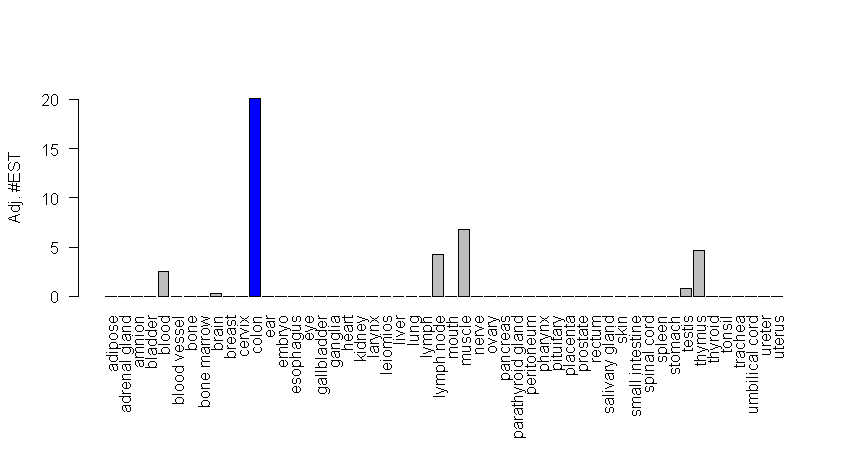 Adj. #EST
20
15
10
5
0
adipose
adrenal gland
amnion
bladder
blood
blood vessel
bone
bone marrow
brain
breast
cervix
colon
ear
embryo
esophagus
eye
gallbladder
ganglia
heart
kidney
larynx
leiomios
liver
lung
lymph
lymph node
mouth
muscle
nerve
ovary
pancreas
parathyroid gland
peritoneum
pharynx
pituitary
placenta
prostate
rectum
salivary gland
skin
small intestine
spinal cord
spleen
stomach
testis
thymus
thyroid
tonsil
trachea
umbilical cord
ureter
uterus